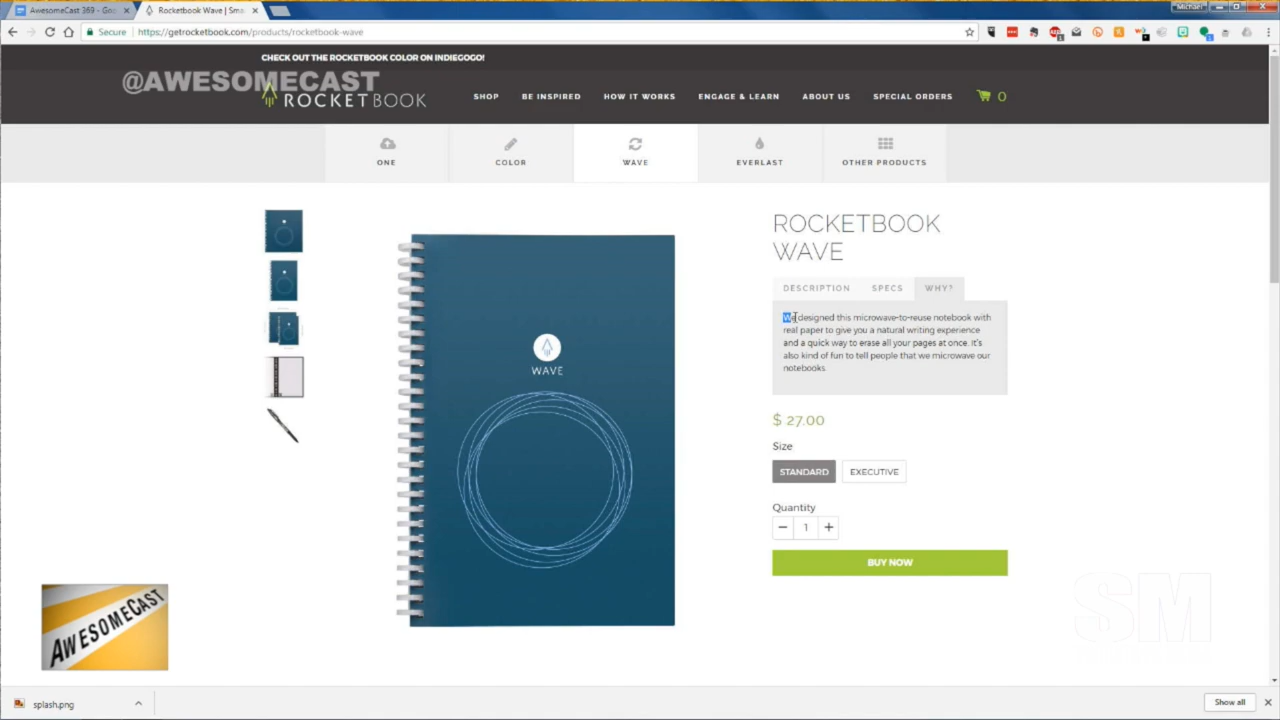 AwesomeCast 369 - Goo
Rocketbook Wave | Sma
Michael
Secure
https://getrocketbook.com/products/rocketbook-wave
CHECK OUT THE ROCKETBOOK COLOR ON INDIEGOGO!
@AWESOMECAST
ROCKETBOOK
SHOP
BE INSPIRED
HOW IT WORKS
ENGAGE & LEARN
ABOUT US
SPECIAL ORDERS
0
ONE
COLOR
WAVE
EVERLAST
OTHER PRODUCTS
ROCKETBOOK
WAVE
DESCRIPTION
SPECS
WHY?
We designed this microwave-to-reuse notebook with
real paper to give you a natural writing experience
and a quick way to erase all your pages at once. it's
also kind of fun to tell people that we microwave our
notebooks
WAVE
$ 27.00
Size
STANDARD
EXECUTIVE
Quantity
1
BUY NOW
AWESOMECAST
SM
splash.png
Show all